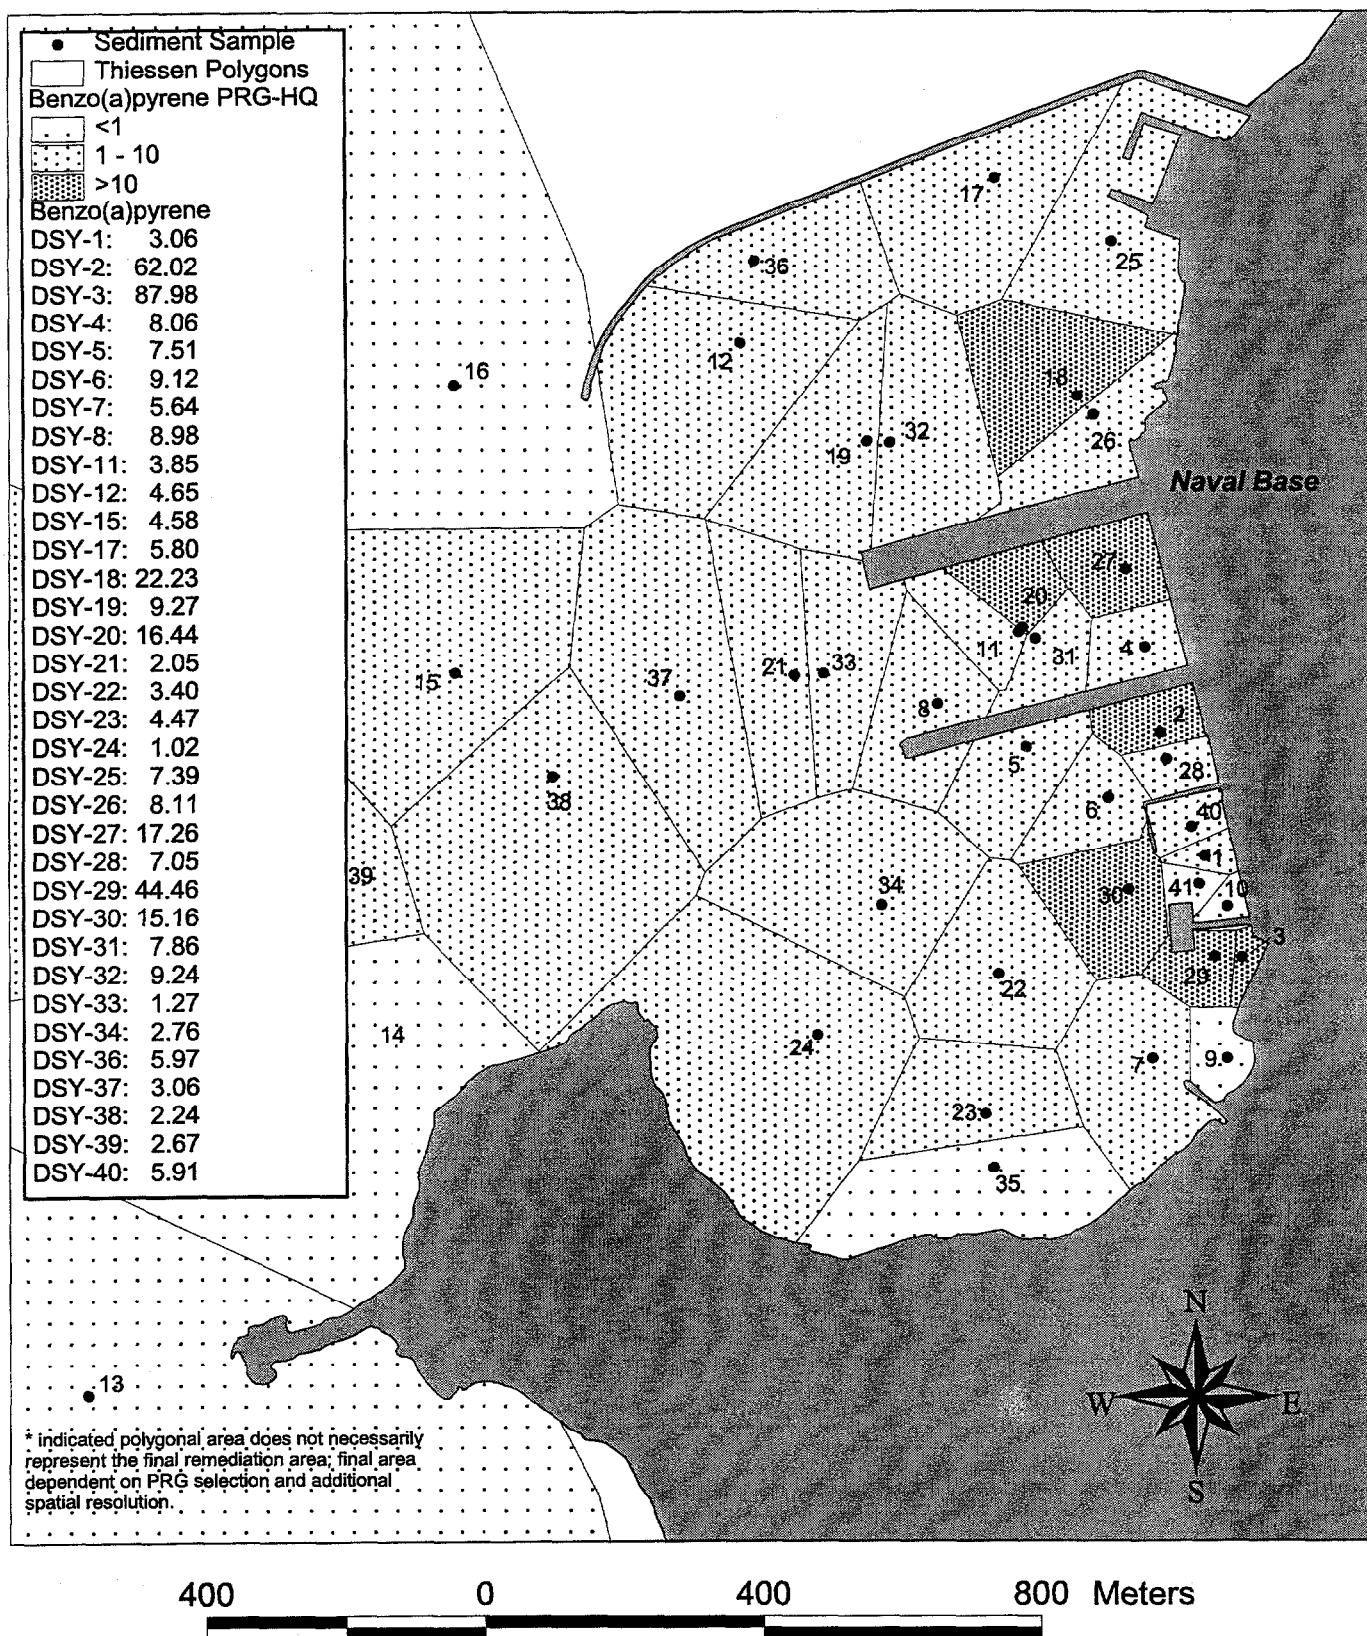 Sediment Sample
Thiessen Polygons
Benzo(a)pyrene PRG-HQ
<1
1 - 10
>10
Benzo(a)pyrene
DSY-1: 3.06
DSY-2: 62.02
DSY-3: 87.98
DSY-4: 8.06
DSY-5: 7.51
DSY-6: 9.12
DSY-7: 5.64
DSY-8: 8.98
DSY-11: 3.85
DSY-12: 4.65
DSY-15: 4.58
DSY-17: 5.80
DSY-18: 22.23
DSY-19: 9.27
DSY-20: 16.44
DSY-21: 2.05
DSY-22: 3.40
DSY-23: 4.47
DSY-24: 1.02
DSY-25: 7.39
DSY-26: 8.11
DSY-27: 17.26
DSY-28: 7.05
DSY-29: 44.46
DSY-30: 15.16
DSY-31: 7.86
DSY-32: 9.24
DSY-33: 1.27
DSY-34: 2.76
DSY-36: 5.97
DSY-37: 3.06
DSY-38: 2.24
DSY-39: 2.67
DSY-40: 5.91
17
25
36
12
16
18
26
19
32
Naval Base
27
20
11
31
4
21
33
37
15
8
2
5
28
38
6
40
1
39
34
30
41
10
3
29
22
14
24
7
9
23
35
13
N
W
E
S
* indicated polygonal area does not necessarily
represent the final remediation area; final area
dependent on PRG selection and additional
spatial resolution.
400 0 400 800 Meters